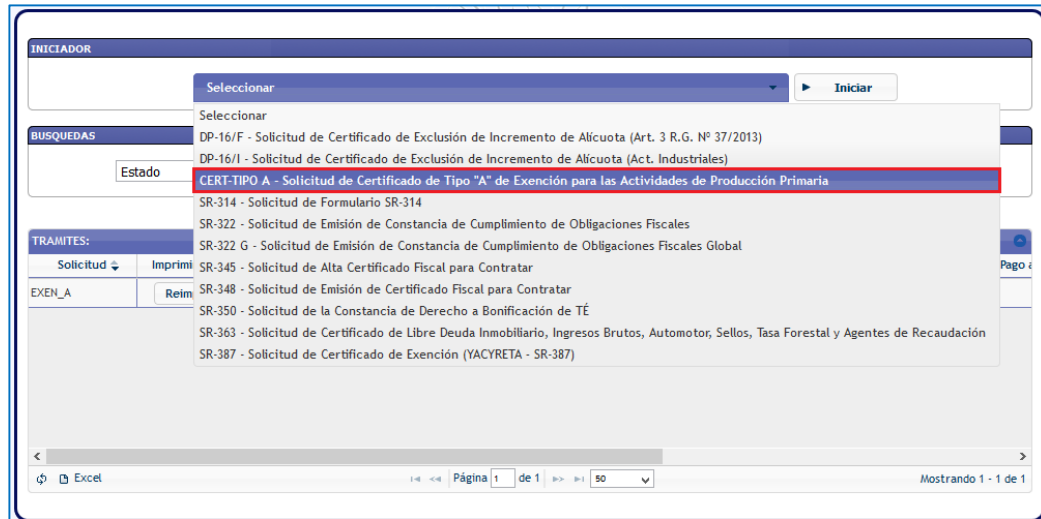 INICIADOR
Seleccionar
Iniciar
Seleccionar
DP-16/F - Solicitud de Certificado de Exclusión de Incremento de Alícuota (Art. 3 R.G. Nº 37/2013)
BUSQUEDAS
DP-16/I - Solicitud de Certificado de Exclusión de Incremento de Alícuota (Act. Industriales)
Estado
CERT-TIPO A - Solicitud de Certificado de Tipo "A" de Exención para las Actividades de Producción Primaria
SR-314 - Solicitud de Formulario SR-314
SR-322 - Solicitud de Emisión de Constancia de Cumplimiento de Obligaciones Fiscales
TRAMITES:
SR-322 G - Solicitud de Emisión de Constancia de Cumplimiento de Obligaciones Fiscales Global
Solicitud Imprimi SR-345 - Solicitud de Alta Certificado Fiscal para Contratar Pago a
EXEN_A Reim SR-348 - Solicitud de Emisión de Certificado Fiscal para Contratar
SR-350 - Solicitud de la Constancia de Derecho a Bonificación de TÉ
SR-363 - Solicitud de Certificado de Libre Deuda Inmobiliario, Ingresos Brutos, Automotor, Sellos, Tasa Forestal y Agentes de Recaudación
SR-387 - Solicitud de Certificado de Exención (YACYRETA - SR-387)
Excel Página 1 de 1 50 Mostrando 1 - 1 de 1